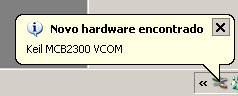 Novo hardware encontrado
Keil MCB2300 VCOM
«